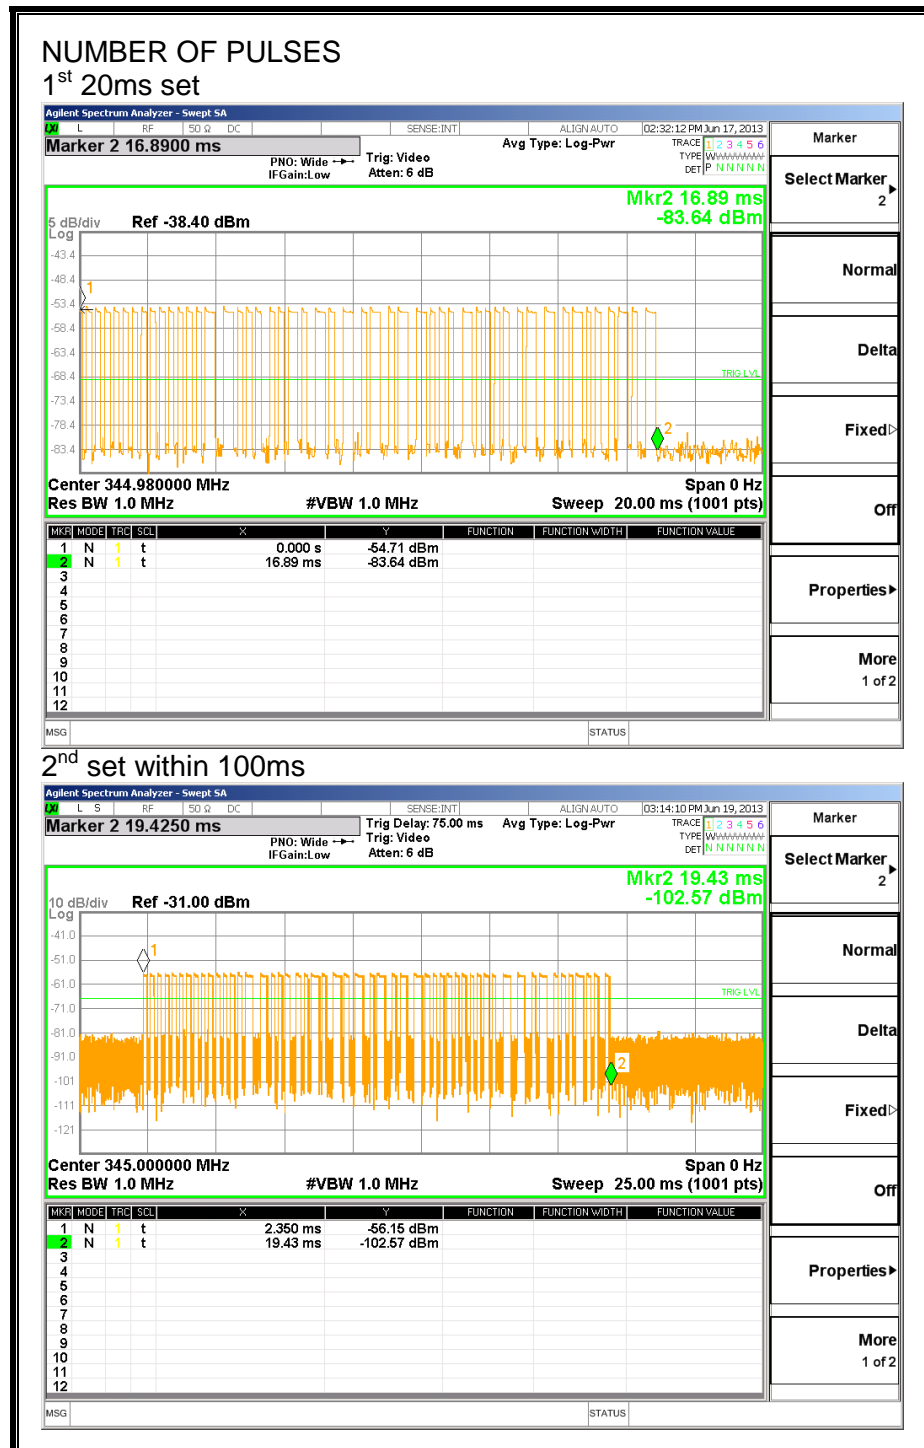 NUMBER OF PULSES
1st 20ms set
Agilent Spectrum Analyzer - Swept SA
LXI L RF 50 Ω DC SENSE:INT ALIGN AUTO 02:32:12 PM Jun 17, 2013
Marker 2 16.8900 ms
PNO: Wide
IFGain:Low
Trig: Video
Atten: 6 dB
Avg Type: Log-Pwr
TRACE 1 2 3 4 5 6
TYPE W
DET P N N N N N
Mkr2 16.89 ms
-83.64 dBm
5 dB/div Ref -38.40 dBm
Log
-43.4
-48.4
-53.4
-58.4
-63.4
-68.4
-73.4
-78.4
-83.4
1
TRIG LVL
2
Center 344.980000 MHz Span 0 Hz
Res BW 1.0 MHz #VBW 1.0 MHz Sweep 20.00 ms (1001 pts)
MKR MODE TRC SCL X Y FUNCTION FUNCTION WIDTH FUNCTION VALUE
1 N 1 t 0.000 s -54.71 dBm
2 N 1 t 16.89 ms -83.64 dBm
3
4
5
6
7
8
9
10
11
12
MSG STATUS
Marker
Select Marker
2
Normal
Delta
Fixed
Off
Properties
More
1 of 2
2nd set within 100ms
Agilent Spectrum Analyzer - Swept SA
LXI L S RF 50 Ω DC SENSE:INT ALIGN AUTO 03:14:10 PM Jun 19, 2013
Marker 2 19.4250 ms
PNO: Wide
IFGain:Low
Trig Delay: 75.00 ms
Trig: Video
Atten: 6 dB
Avg Type: Log-Pwr
TRACE 1 2 3 4 5 6
TYPE W
DET N N N N N N
Mkr2 19.43 ms
-102.57 dBm
10 dB/div Ref -31.00 dBm
Log
-41.0
-51.0
-61.0
-71.0
-81.0
-91.0
-101
-111
-121
1
TRIG LVL
2
Center 345.000000 MHz Span 0 Hz
Res BW 1.0 MHz #VBW 1.0 MHz Sweep 25.00 ms (1001 pts)
MKR MODE TRC SCL X Y FUNCTION FUNCTION WIDTH FUNCTION VALUE
1 N 1 t 2.350 ms -56.15 dBm
2 N 1 t 19.43 ms -102.57 dBm
3
4
5
6
7
8
9
10
11
12
MSG STATUS
Marker
Select Marker
2
Normal
Delta
Fixed
Off
Properties
More
1 of 2